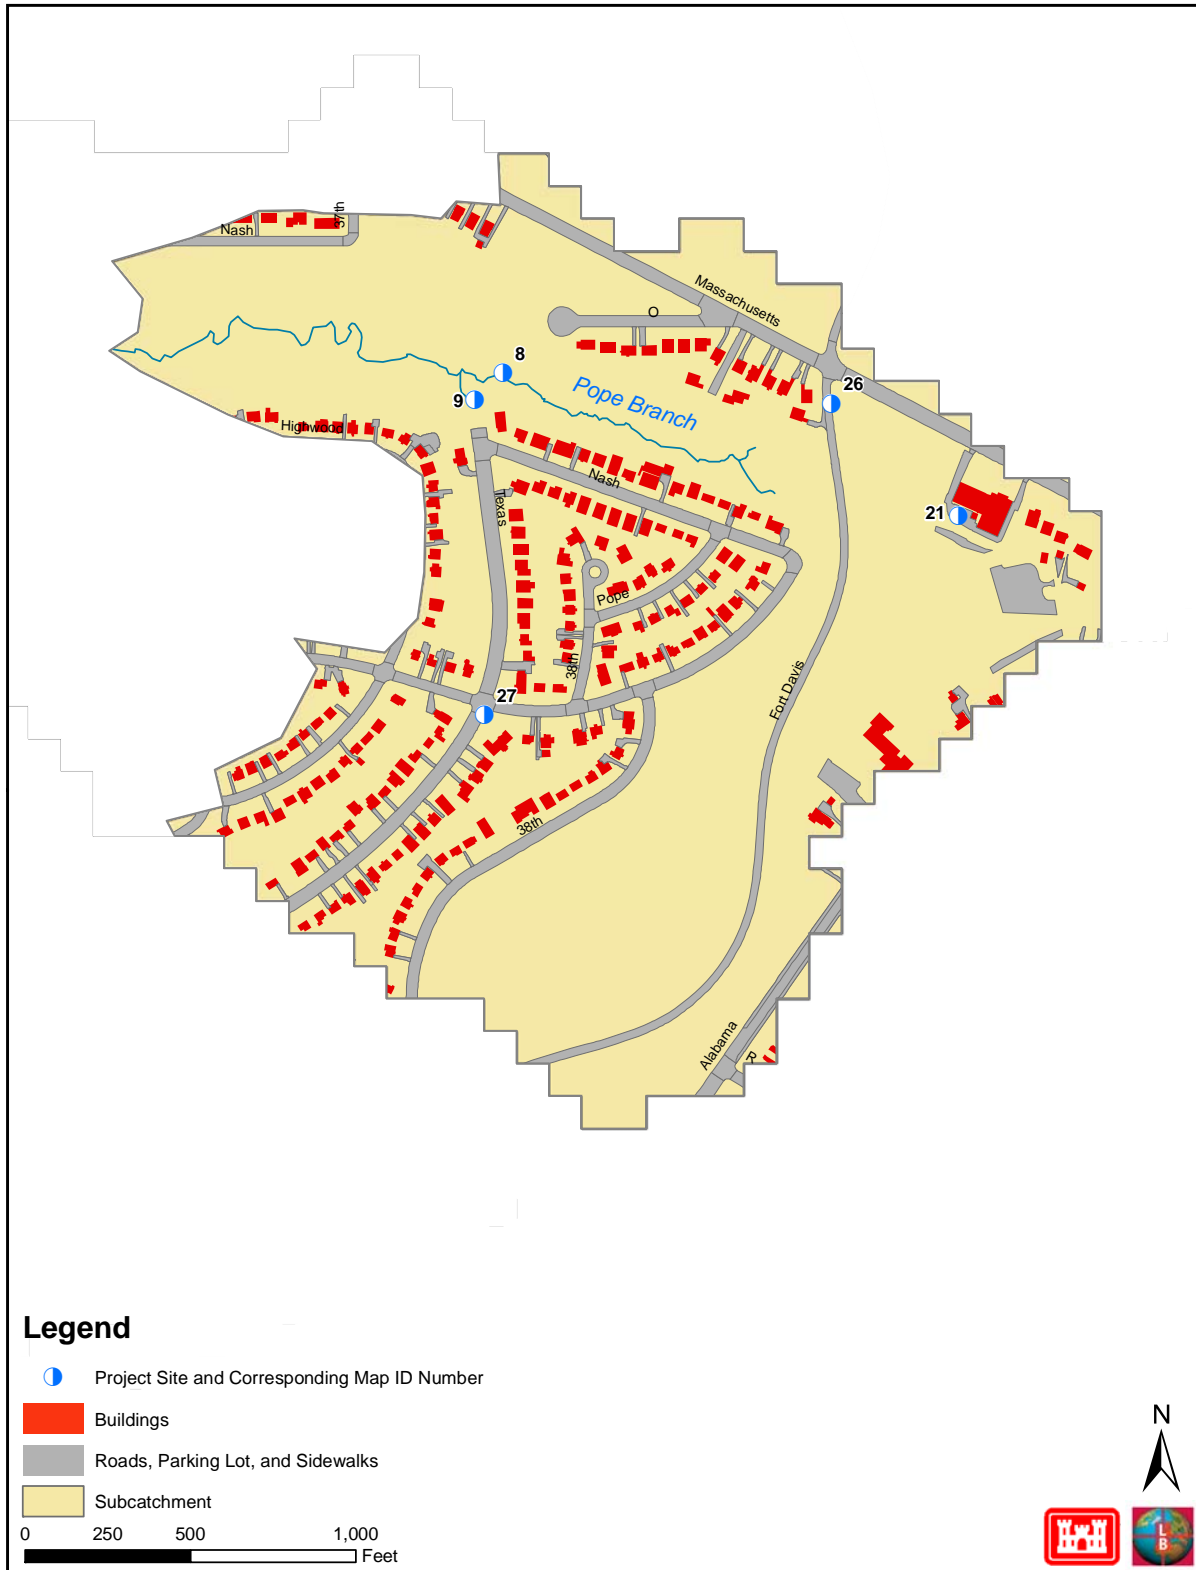 37th
Nash
Massachusetts
O
8
26
Pope Branch
9
Highwood
Nash
Texas
21
Pope
38th
Fort Davis
27
38th
Alabama
R
Legend
Project Site and Corresponding Map ID Number
Buildings
Roads, Parking Lot, and Sidewalks
Subcatchment
0 250 500 1,000
Feet
N
L
B